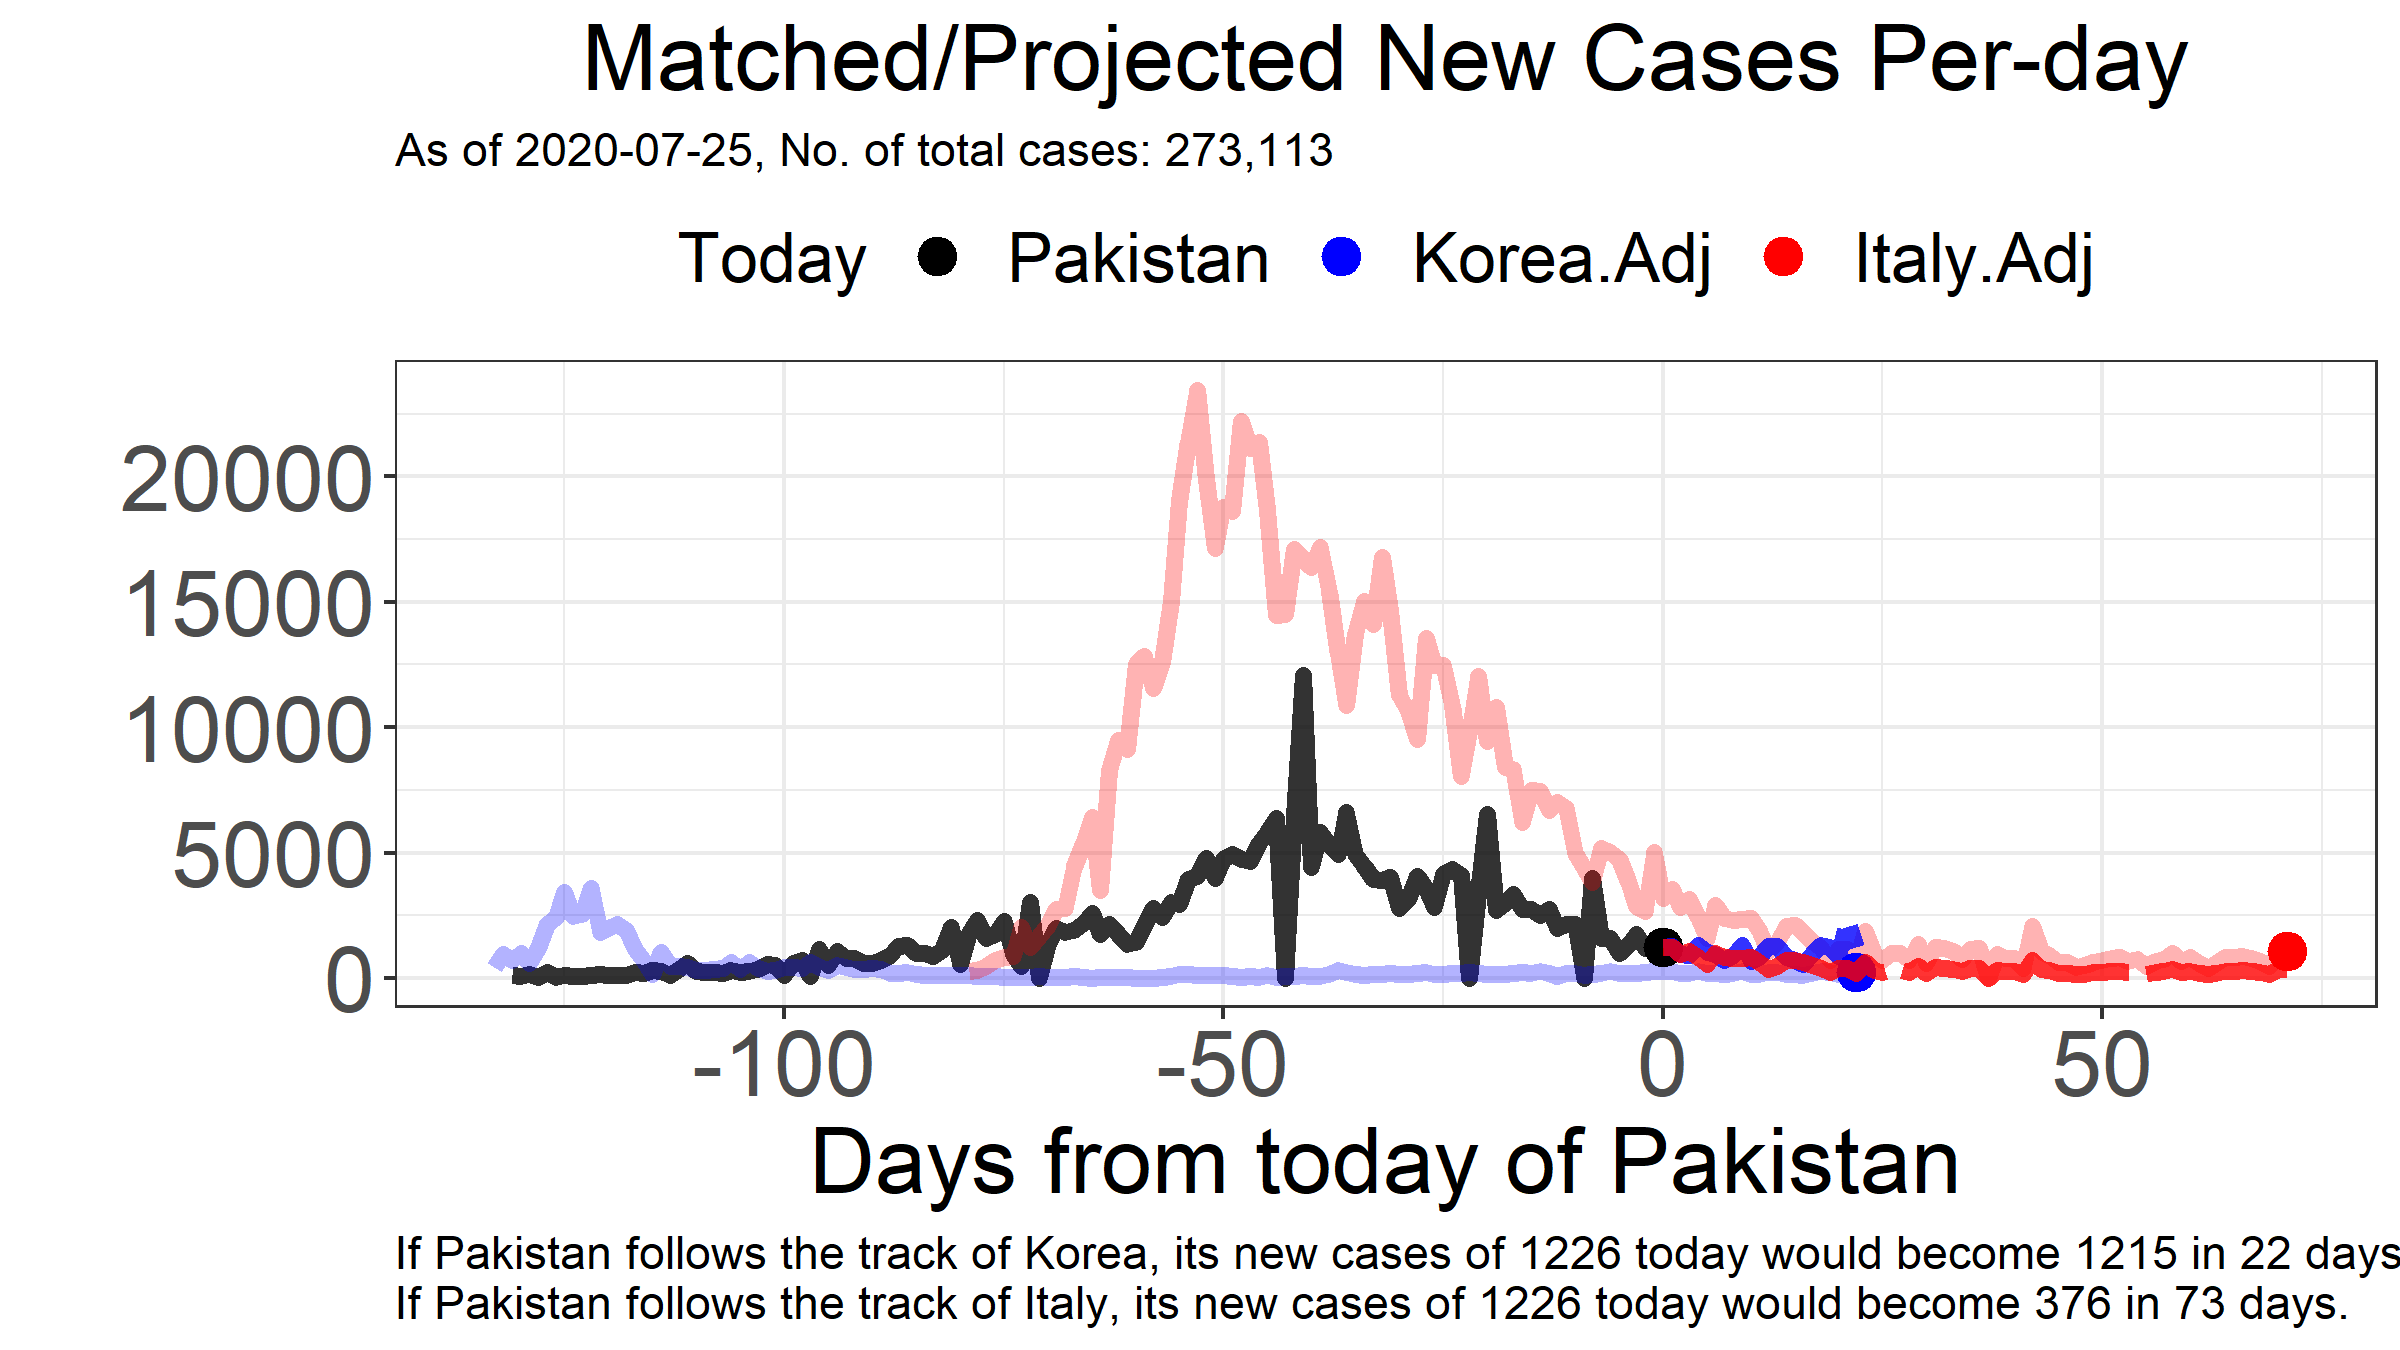 Matched/Projected New Cases Per-day
As of 2020-07-25, No. of total cases: 273,113
Today Pakistan Korea.Adj Italy.Adj
20000
15000
10000
5000
0
-100 -50 0 50
Days from today of Pakistan
If Pakistan follows the track of Korea, its new cases of 1226 today would become 1215 in 22 days
If Pakistan follows the track of Italy, its new cases of 1226 today would become 376 in 73 days.